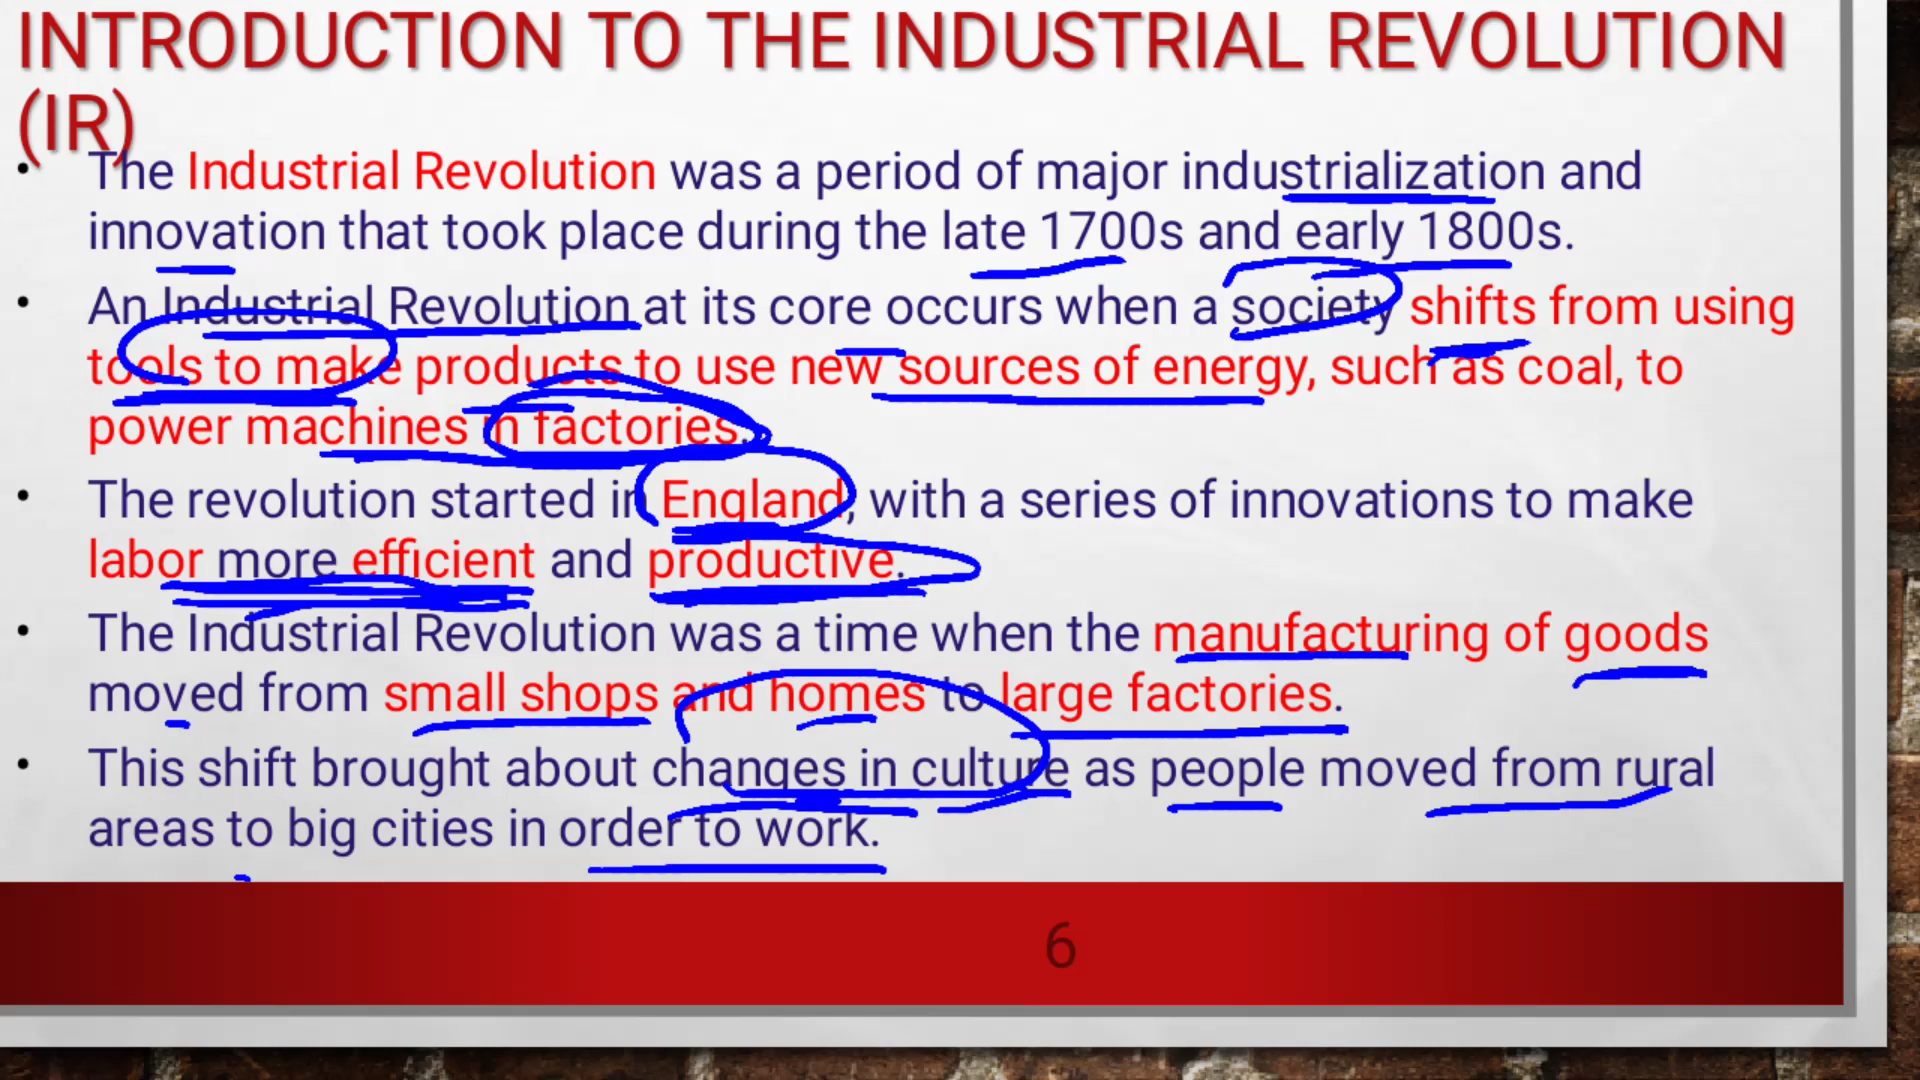 INTRODUCTION TO THE INDUSTRIAL REVOLUTION
(IR)
• The Industrial Revolution was a period of major industrialization and
innovation that took place during the late 1700s and early 1800s.
• An Industrial Revolution at its core occurs when a society shifts from using
tools to make products to use new sources of energy, such as coal, to
power machines in factories.
• The revolution started in England, with a series of innovations to make
labor more efficient and productive.
• The Industrial Revolution was a time when the manufacturing of goods
moved from small shops and homes to large factories.
• This shift brought about changes in culture as people moved from rural
areas to big cities in order to work.
6